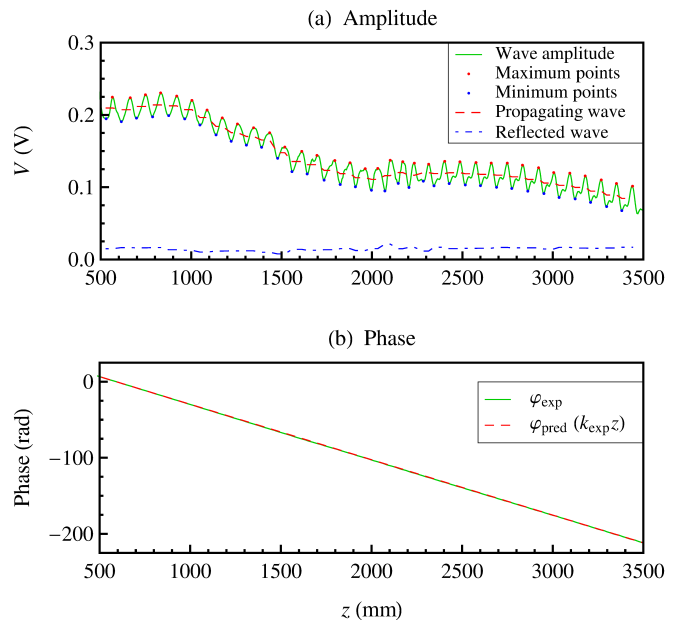 (a) Amplitude
0.3
0.2
0.1
0.0
V (V)
Wave amplitude
Maximum points
Minimum points
Propagating wave
Reflected wave
500 1000 1500 2000 2500 3000 3500
(b) Phase
0
−100
−200
Phase (rad)
φexp
φpred (kexp z)
500 1000 1500 2000 2500 3000 3500
z (mm)